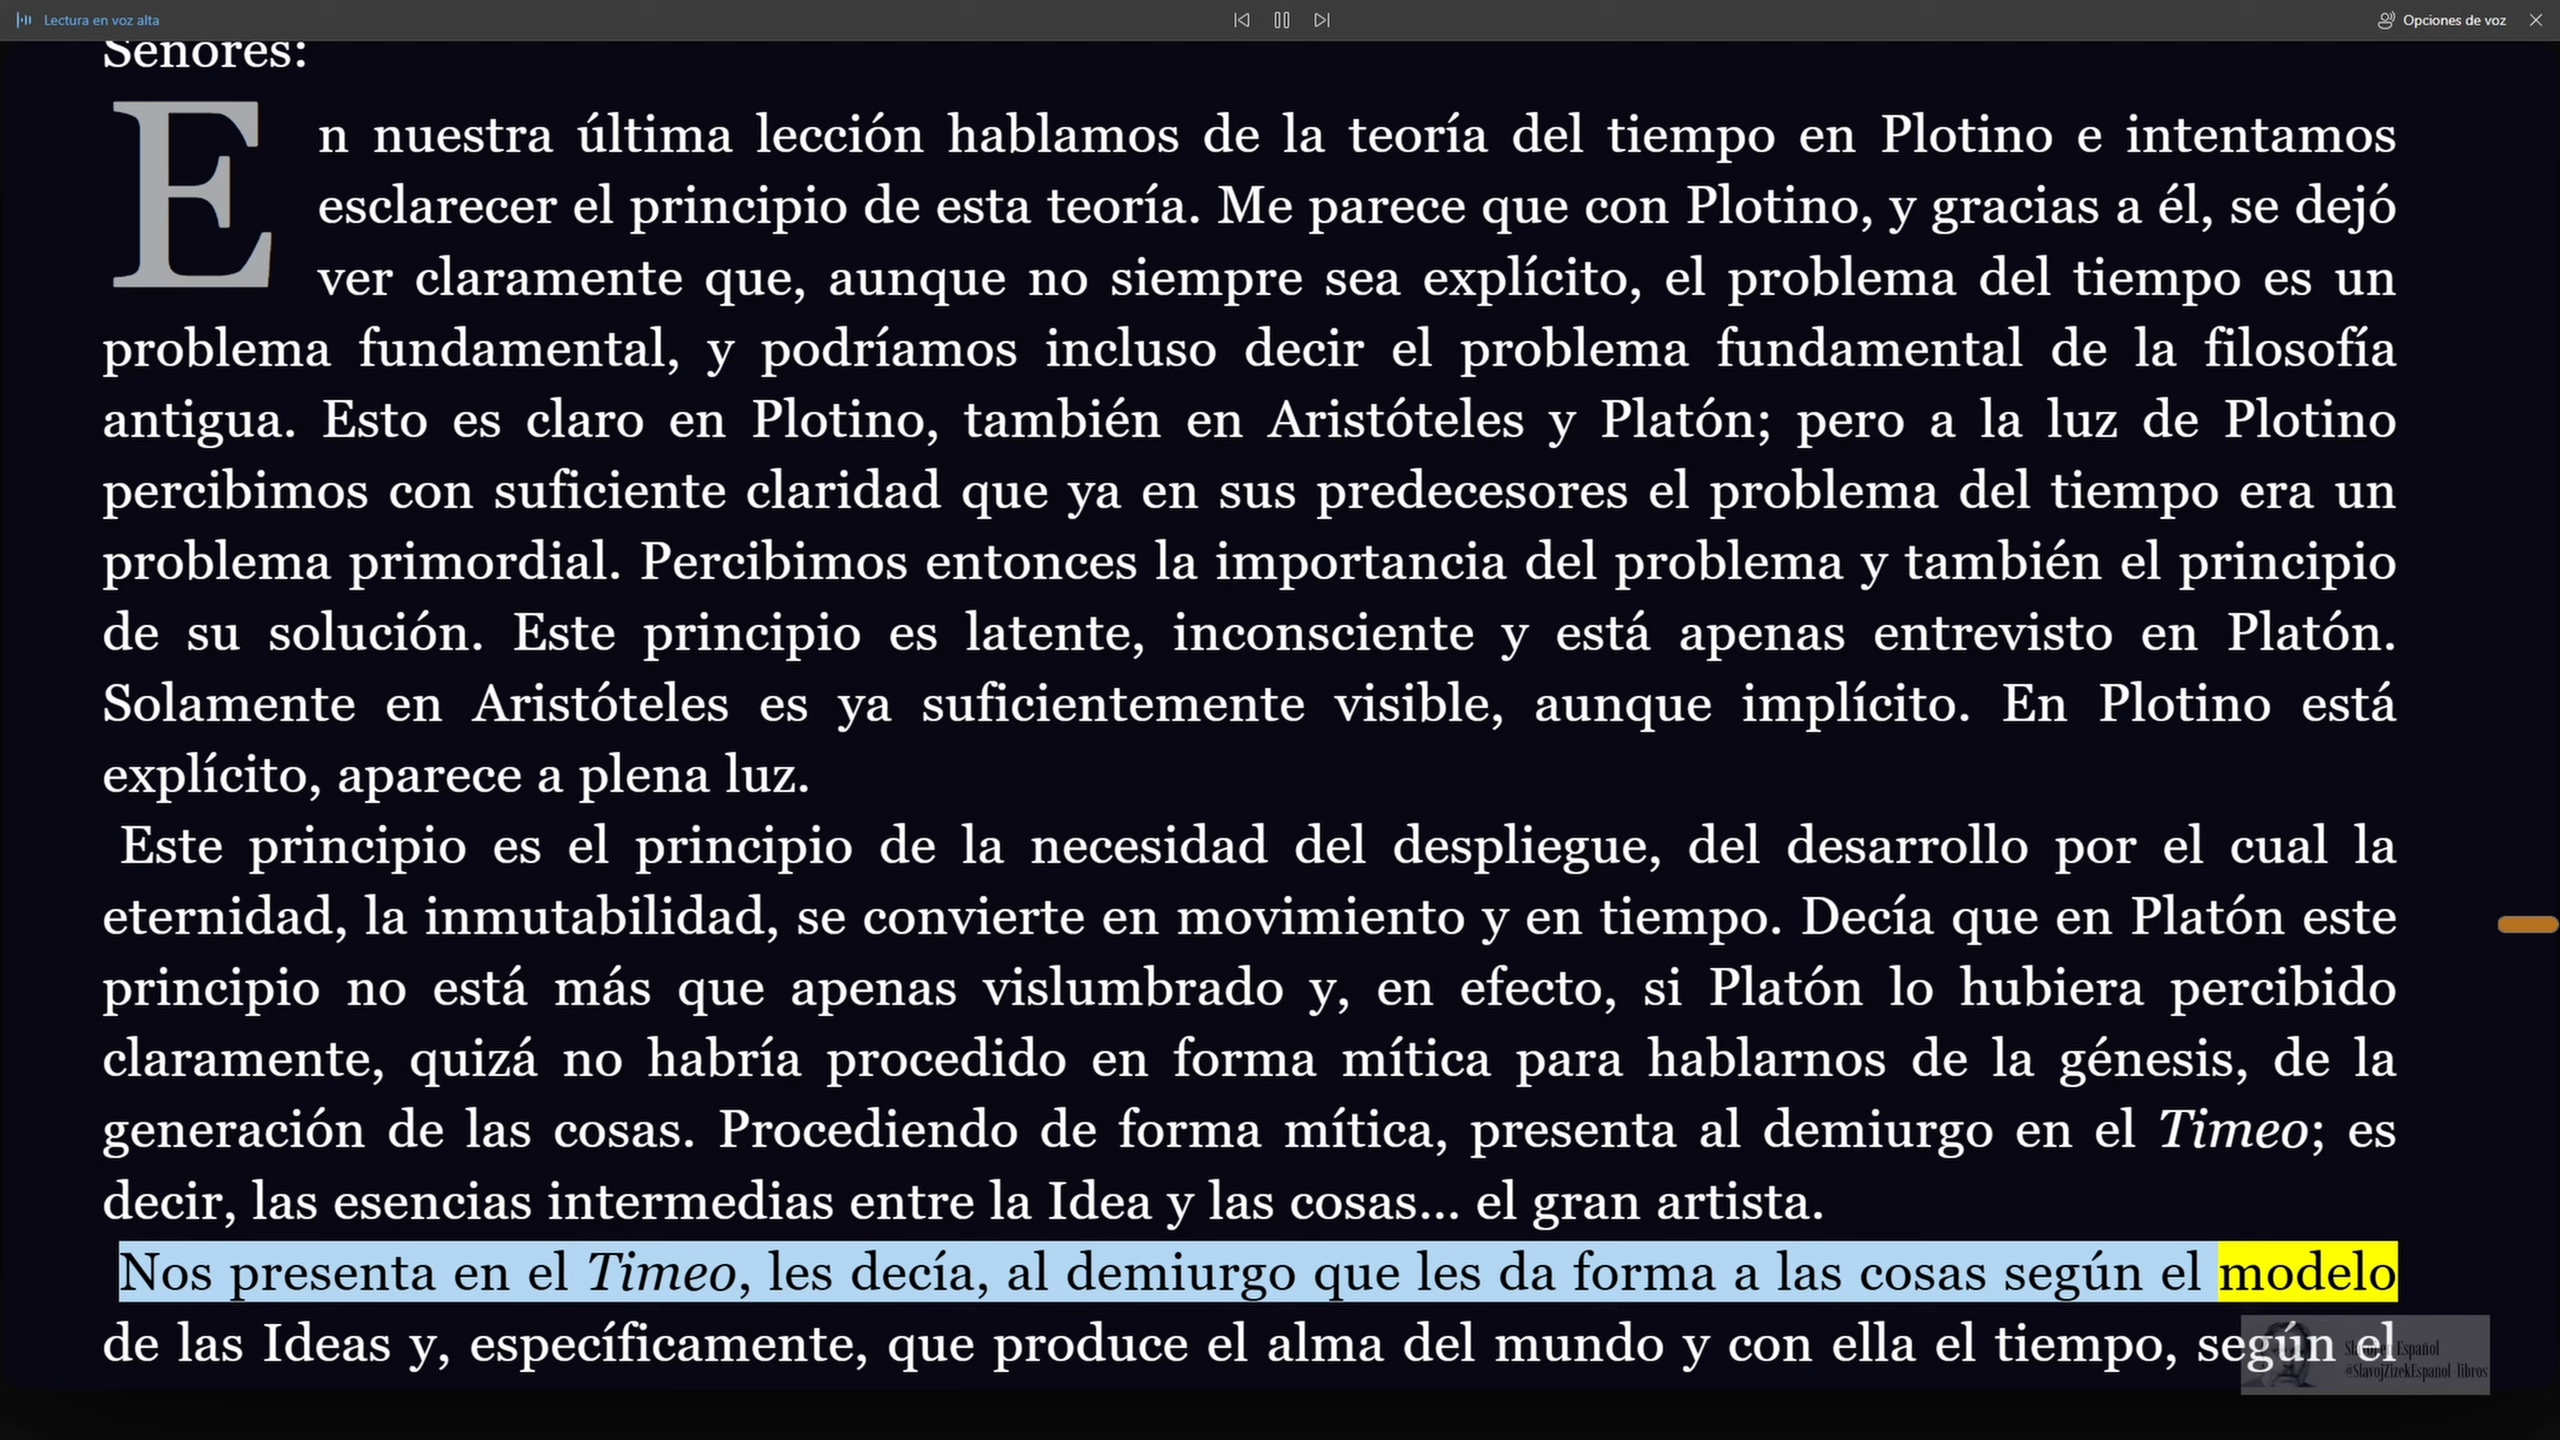 Lectura en voz alta
Opciones de voz
Señores:
En nuestra última lección hablamos de la teoría del tiempo en Plotino e intentamos
esclarecer el principio de esta teoría. Me parece que con Plotino, y gracias a él, se dejó
ver claramente que, aunque no siempre sea explícito, el problema del tiempo es un
problema fundamental, y podríamos incluso decir el problema fundamental de la filosofía
antigua. Esto es claro en Plotino, también en Aristóteles y Platón; pero a la luz de Plotino
percibimos con suficiente claridad que ya en sus predecesores el problema del tiempo era un
problema primordial. Percibimos entonces la importancia del problema y también el principio
de su solución. Este principio es latente, inconsciente y está apenas entrevisto en Platón.
Solamente en Aristóteles es ya suficientemente visible, aunque implícito. En Plotino está
explícito, aparece a plena luz.
Este principio es el principio de la necesidad del despliegue, del desarrollo por el cual la
eternidad, la inmutabilidad, se convierte en movimiento y en tiempo. Decía que en Platón este
principio no está más que apenas vislumbrado y, en efecto, si Platón lo hubiera percibido
claramente, quizá no habría procedido en forma mítica para hablarnos de la génesis, de la
generación de las cosas. Procediendo de forma mítica, presenta al demiurgo en el Timeo; es
decir, las esencias intermedias entre la Idea y las cosas... el gran artista.
Nos presenta en el Timeo, les decía, al demiurgo que les da forma a las cosas según el modelo
de las Ideas y, específicamente, que produce el alma del mundo y con ella el tiempo, según el
Español
@SlavojZizekEspanol-libros